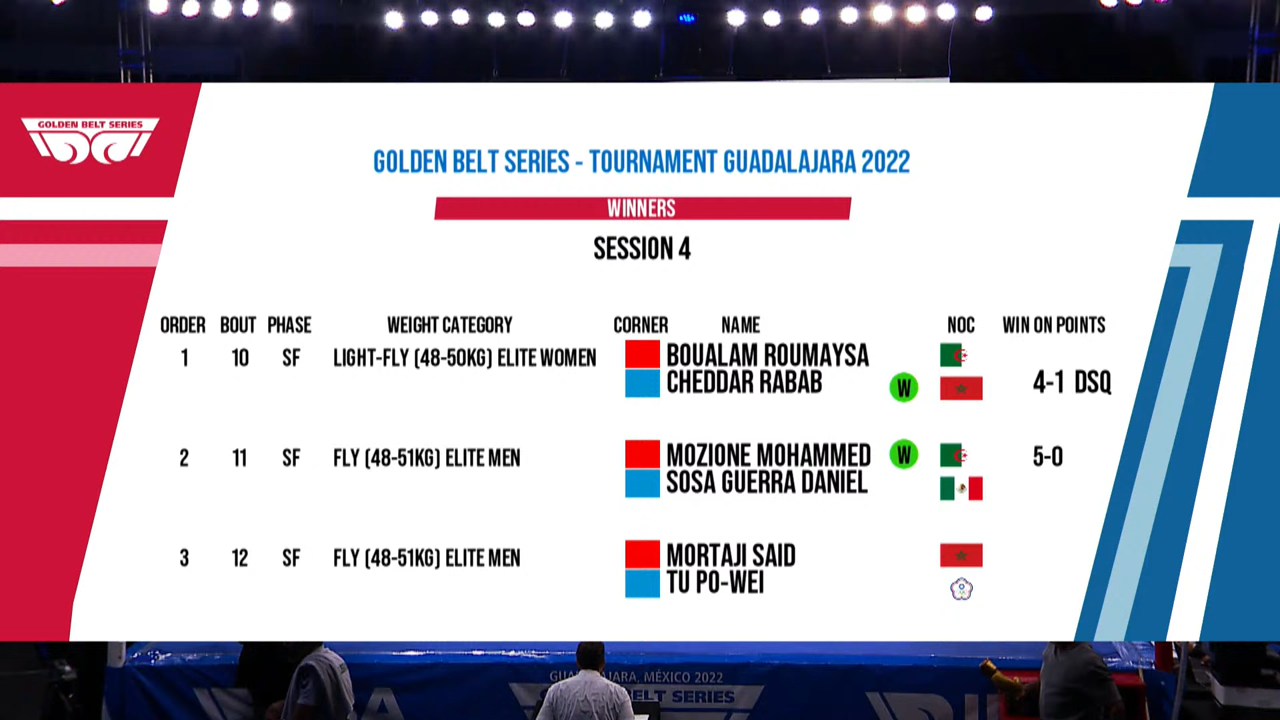 GOLDEN BELT SERIES
GOLDEN BELT SERIES - TOURNAMENT GUADALAJARA 2022
WINNERS
SESSION 4
ORDER BOUT PHASE WEIGHT CATEGORY CORNER NAME NOC WIN ON POINTS
1 10 SF LIGHT-FLY (48-50KG) ELITE WOMEN BOUALAM ROUMAYSA
CHEDDAR RABAB W 4-1 DSQ
2 11 SF FLY (48-51KG) ELITE MEN MOZIONE MOHAMMED W 5-0
SOSA GUERRA DANIEL
3 12 SF FLY (48-51KG) ELITE MEN MORTAJI SAID
TU PO-WEI
MÉXICO 2022
BELT SERIES